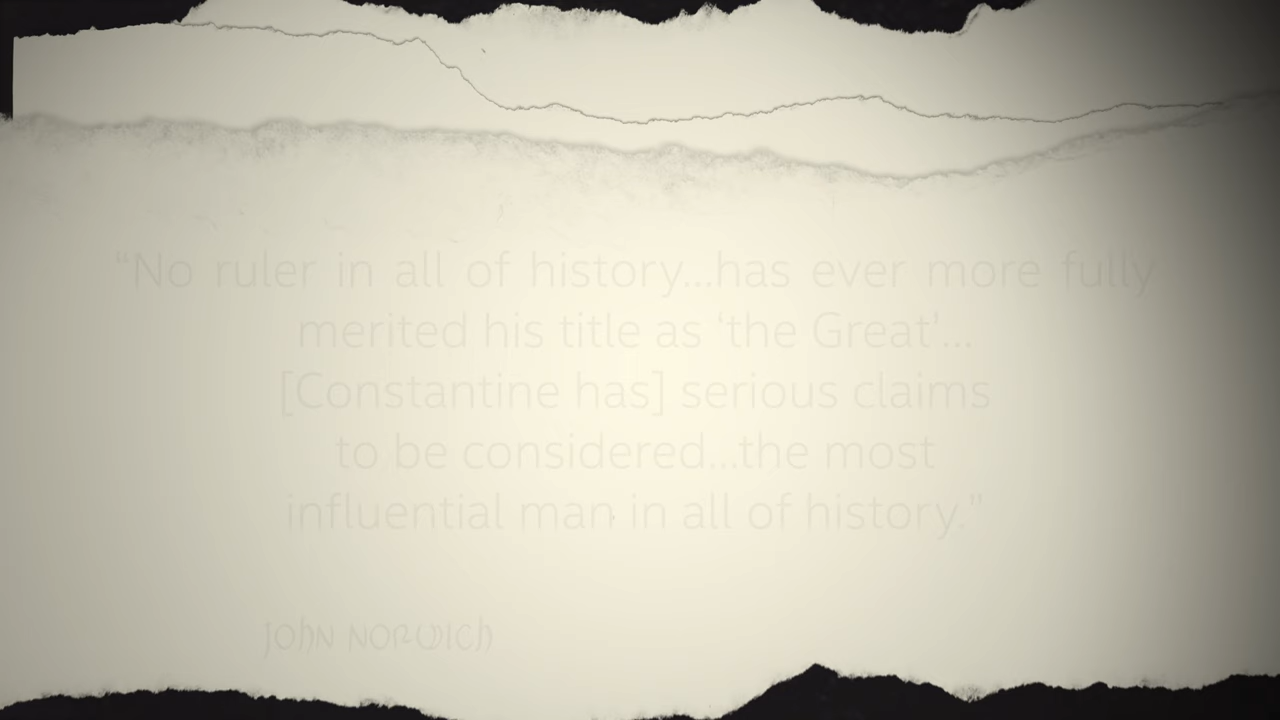 “No ruler in all of history...has ever more fully
merited his title as ‘the Great’...
[Constantine has] serious claims
to be considered...the most
influential man in all of history."
JOHN NORWICH